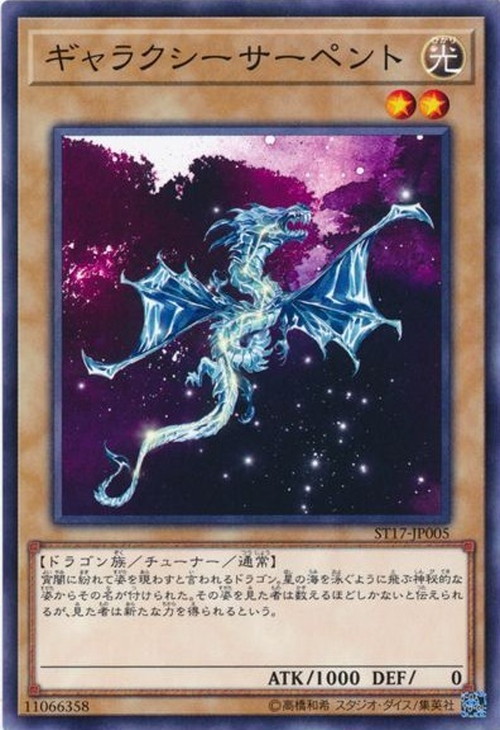 ギャラクシーサーペント
ひかり
光
ST17-JP005
【ドラゴン族／チューナー／通常】
宵闇に紛れて姿を現わすと言われるドラゴン。星の海を泳ぐように飛ぶ神秘的な
姿からその名が付けられた。その姿を見た者は数えるほどしかないと伝えられ
るが、見た者は新たな力を得られるという。
ATK/1000 DEF/ 0
11066358
©高橋和希 スタジオ・ダイス/集英社